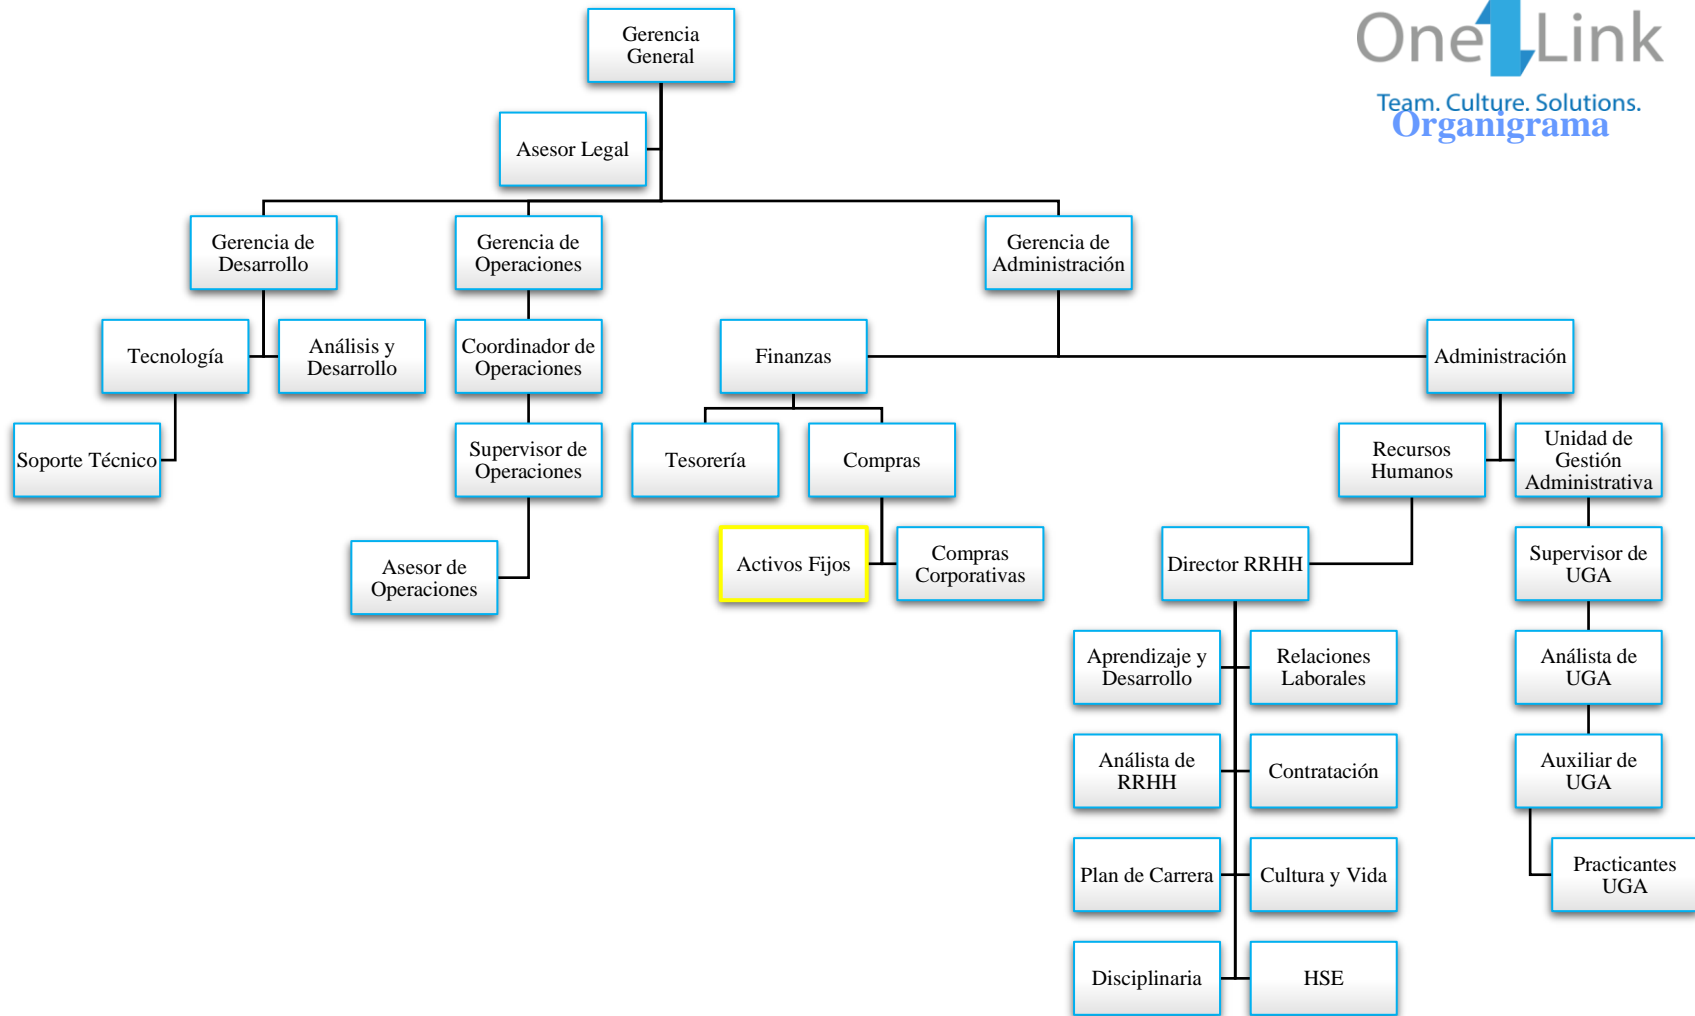 One Link
Team. Culture. Solutions.
Organigrama
Gerencia
General
Asesor Legal
Gerencia de
Desarrollo
Gerencia de
Operaciones
Gerencia de
Administración
Tecnología
Análisis y
Desarrollo
Coordinador de
Operaciones
Finanzas
Administración
Soporte Técnico
Supervisor de
Operaciones
Tesorería
Compras
Recursos
Humanos
Unidad de
Gestión
Administrativa
Asesor de
Operaciones
Activos Fijos
Compras
Corporativas
Director RRHH
Supervisor de
UGA
Aprendizaje y
Desarrollo
Relaciones
Laborales
Análista de
UGA
Análista de
RRHH
Contratación
Auxiliar de
UGA
Plan de Carrera
Cultura y Vida
Practicantes
UGA
Disciplinaria
HSE